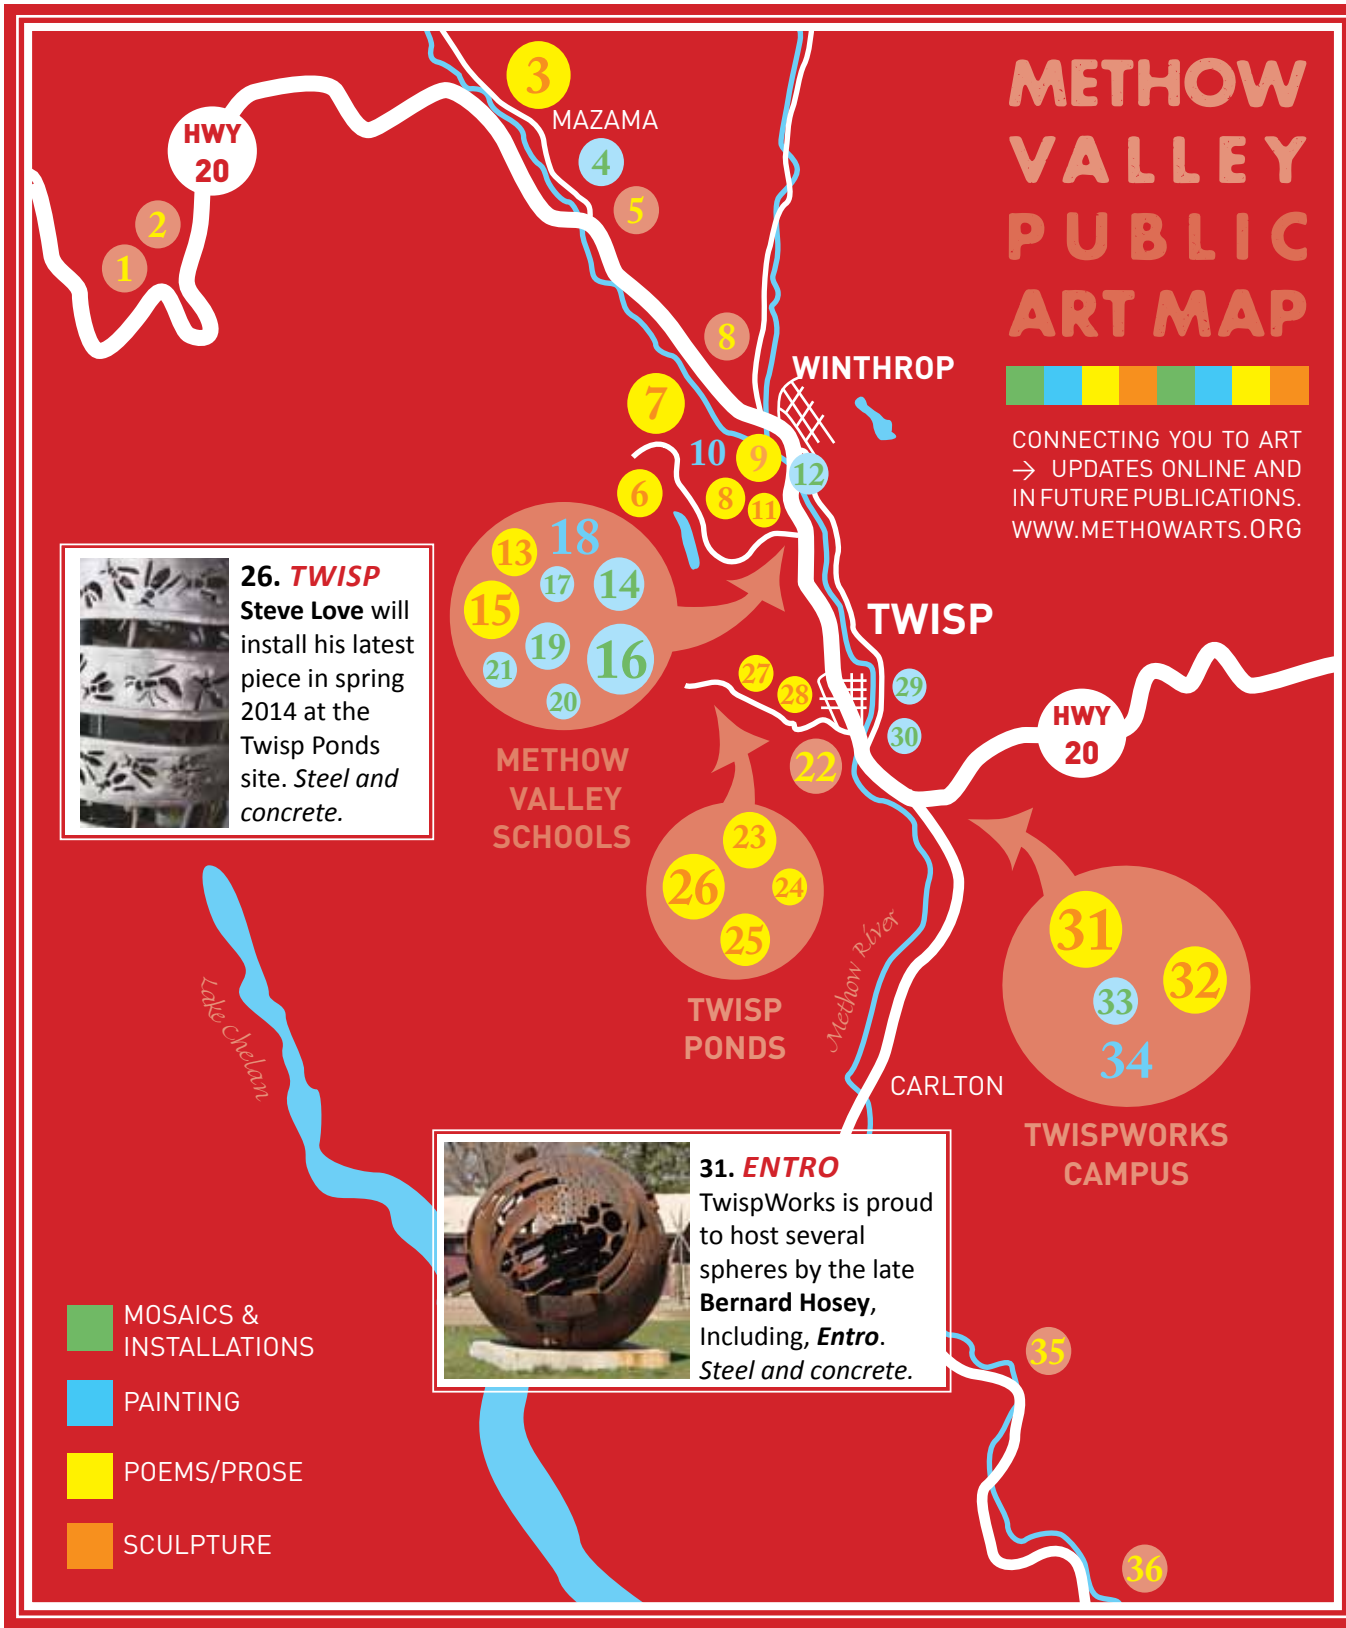 METHOW
VALLEY
PUBLIC
ART MAP
CONNECTING YOU TO ART
→ UPDATES ONLINE AND
IN FUTURE PUBLICATIONS.
WWW.METHOWARTS.ORG
HWY
20
1
2
3
MAZAMA
4
5
8
WINTHROP
7
10
9
12
6
8
11
13
18
17
14
15
19
16
21
20
METHOW
VALLEY
SCHOOLS
26. TWISP
Steve Love will
install his latest
piece in spring
2014 at the
Twisp Ponds
site. Steel and
concrete.
TWISP
27
28
29
30
22
HWY
20
23
26
24
25
TWISP
PONDS
Methow River
Lake Chelan
31
32
33
34
TWISPWORKS
CAMPUS
CARLTON
31. ENTRO
TwispWorks is proud
to host several
spheres by the late
Bernard Hosey,
Including, Entro.
Steel and concrete.
35
36
MOSAICS &
INSTALLATIONS
PAINTING
POEMS/PROSE
SCULPTURE